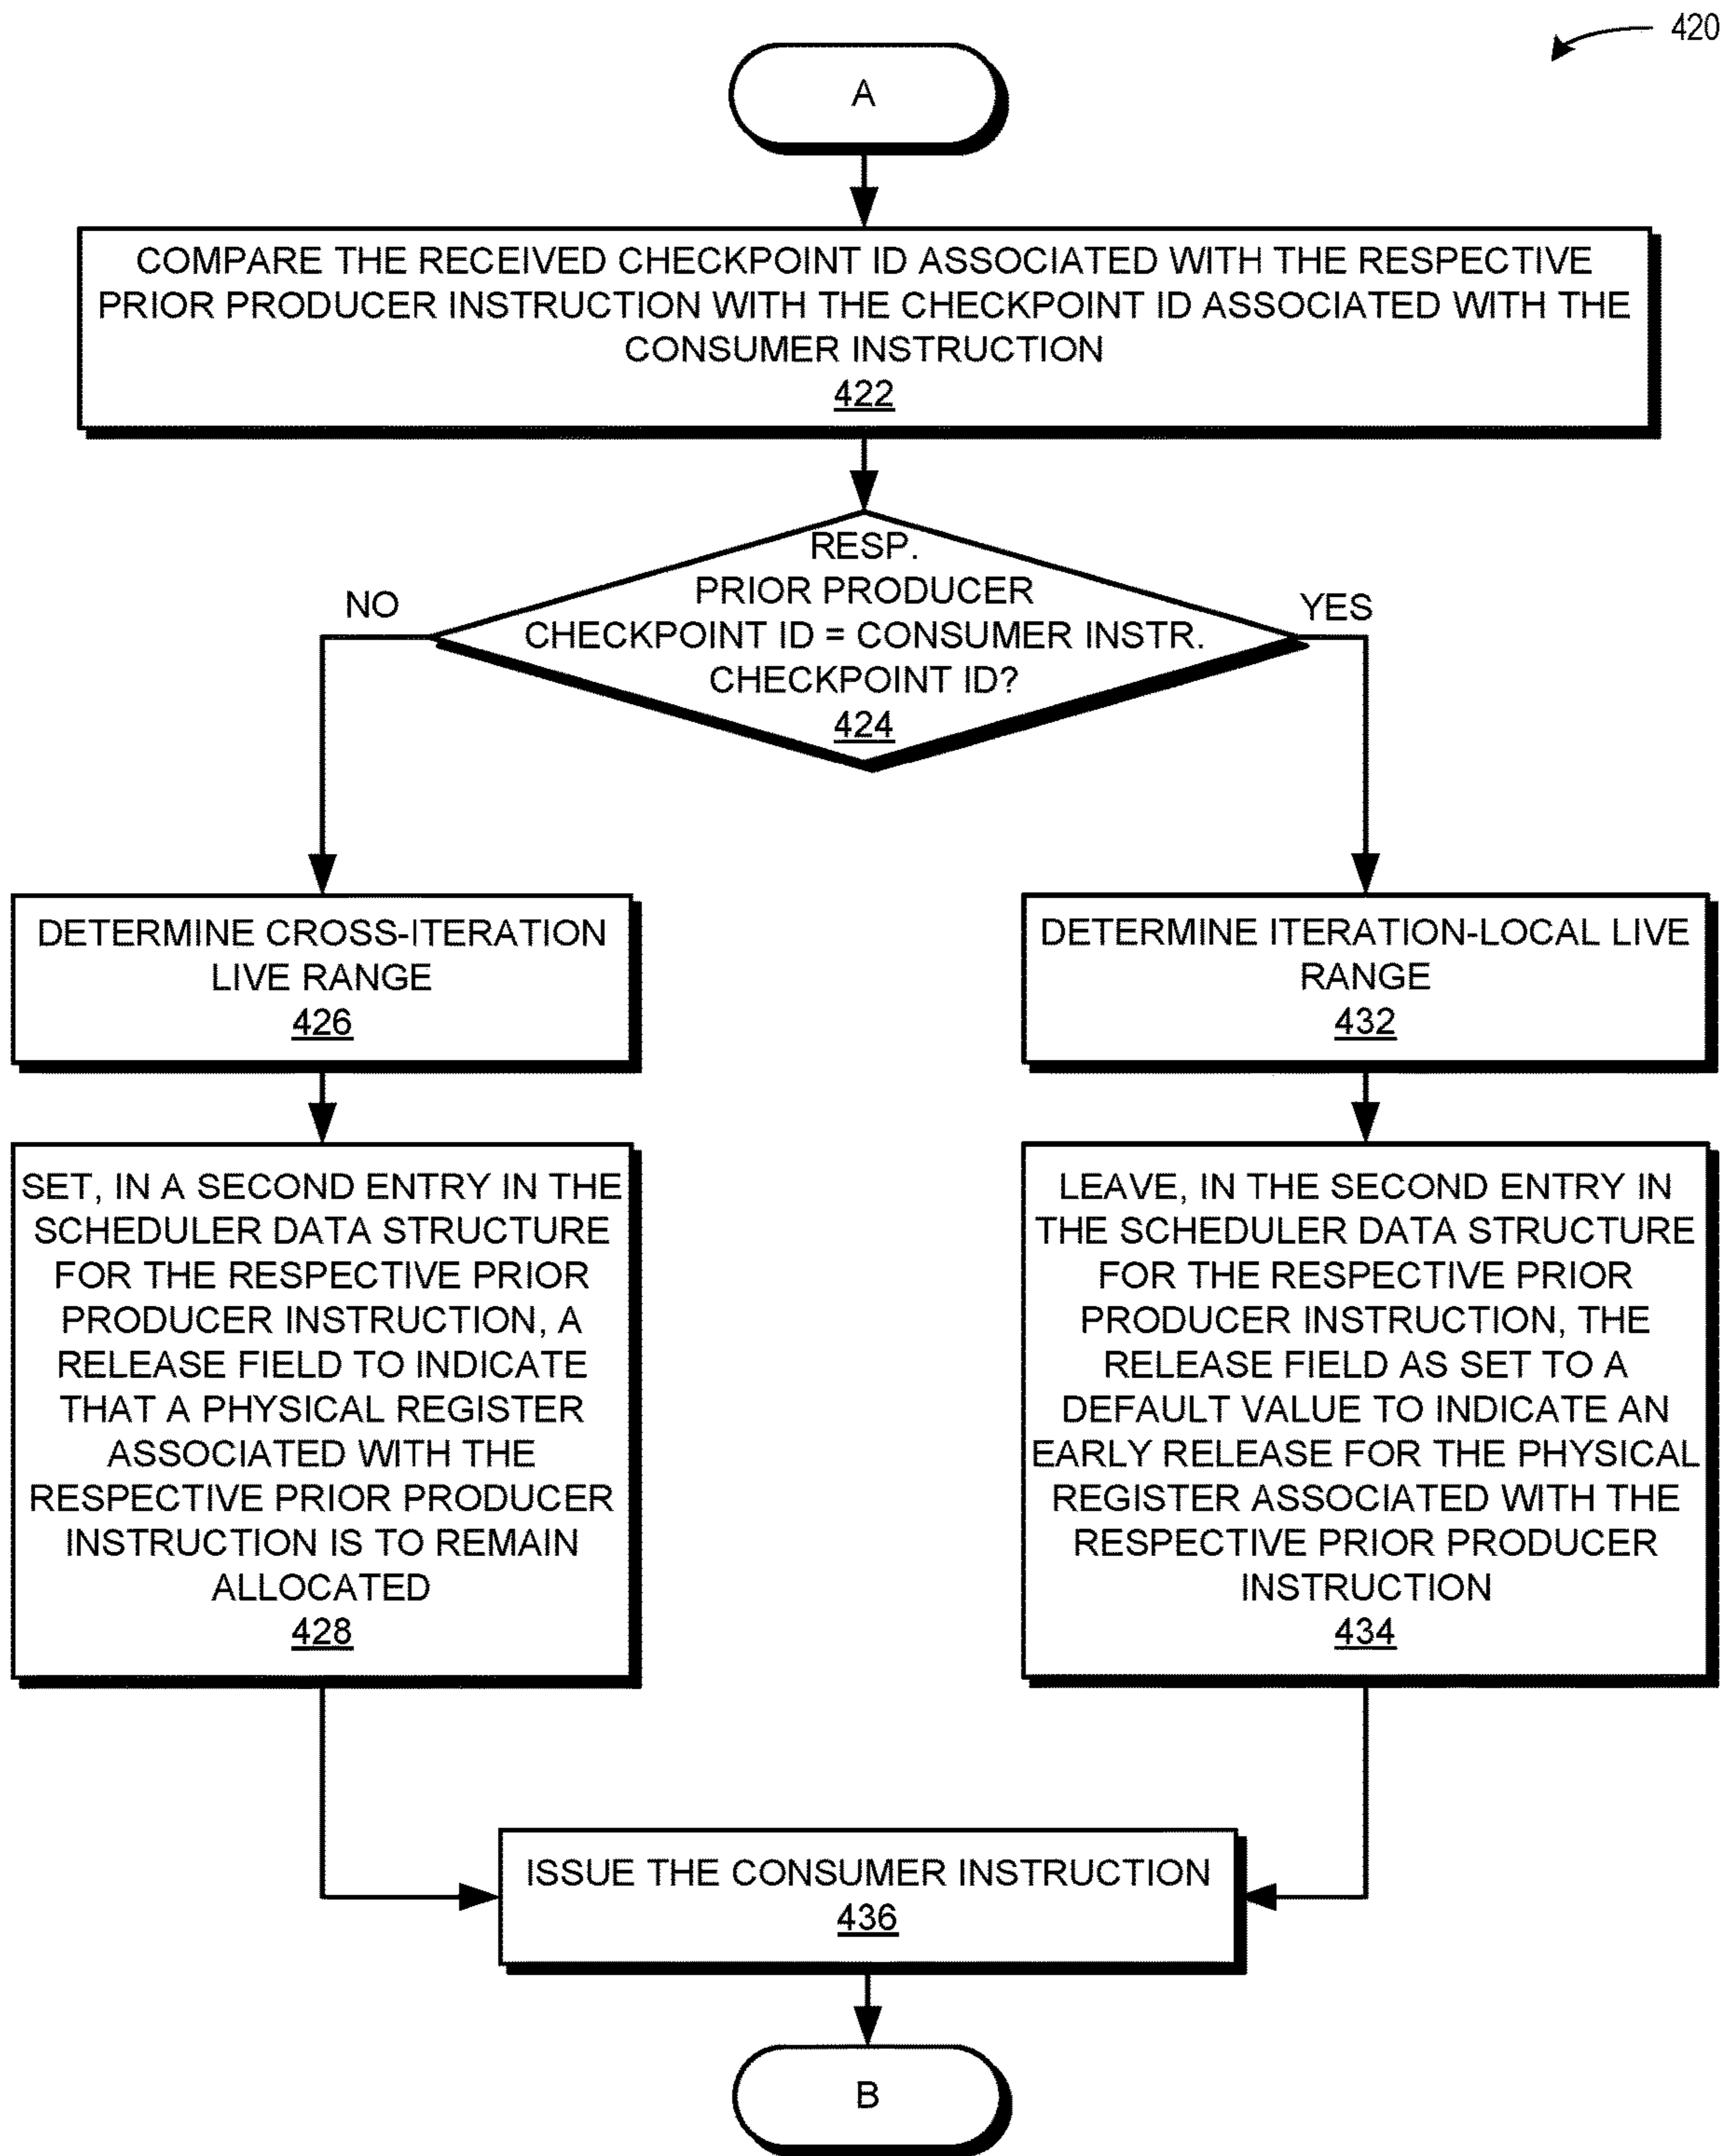 420
A
COMPARE THE RECEIVED CHECKPOINT ID ASSOCIATED WITH THE RESPECTIVE
PRIOR PRODUCER INSTRUCTION WITH THE CHECKPOINT ID ASSOCIATED WITH THE
CONSUMER INSTRUCTION
422
RESP.
PRIOR PRODUCER
CHECKPOINT ID = CONSUMER INSTR.
CHECKPOINT ID?
424
NO
YES
DETERMINE CROSS-ITERATION
LIVE RANGE
426
DETERMINE ITERATION-LOCAL LIVE
RANGE
432
SET, IN A SECOND ENTRY IN THE
SCHEDULER DATA STRUCTURE
FOR THE RESPECTIVE PRIOR
PRODUCER INSTRUCTION, A
RELEASE FIELD TO INDICATE
THAT A PHYSICAL REGISTER
ASSOCIATED WITH THE
RESPECTIVE PRIOR PRODUCER
INSTRUCTION IS TO REMAIN
ALLOCATED
428
LEAVE, IN THE SECOND ENTRY IN
THE SCHEDULER DATA STRUCTURE
FOR THE RESPECTIVE PRIOR
PRODUCER INSTRUCTION, THE
RELEASE FIELD AS SET TO A
DEFAULT VALUE TO INDICATE AN
EARLY RELEASE FOR THE PHYSICAL
REGISTER ASSOCIATED WITH THE
RESPECTIVE PRIOR PRODUCER
INSTRUCTION
434
ISSUE THE CONSUMER INSTRUCTION
436
B